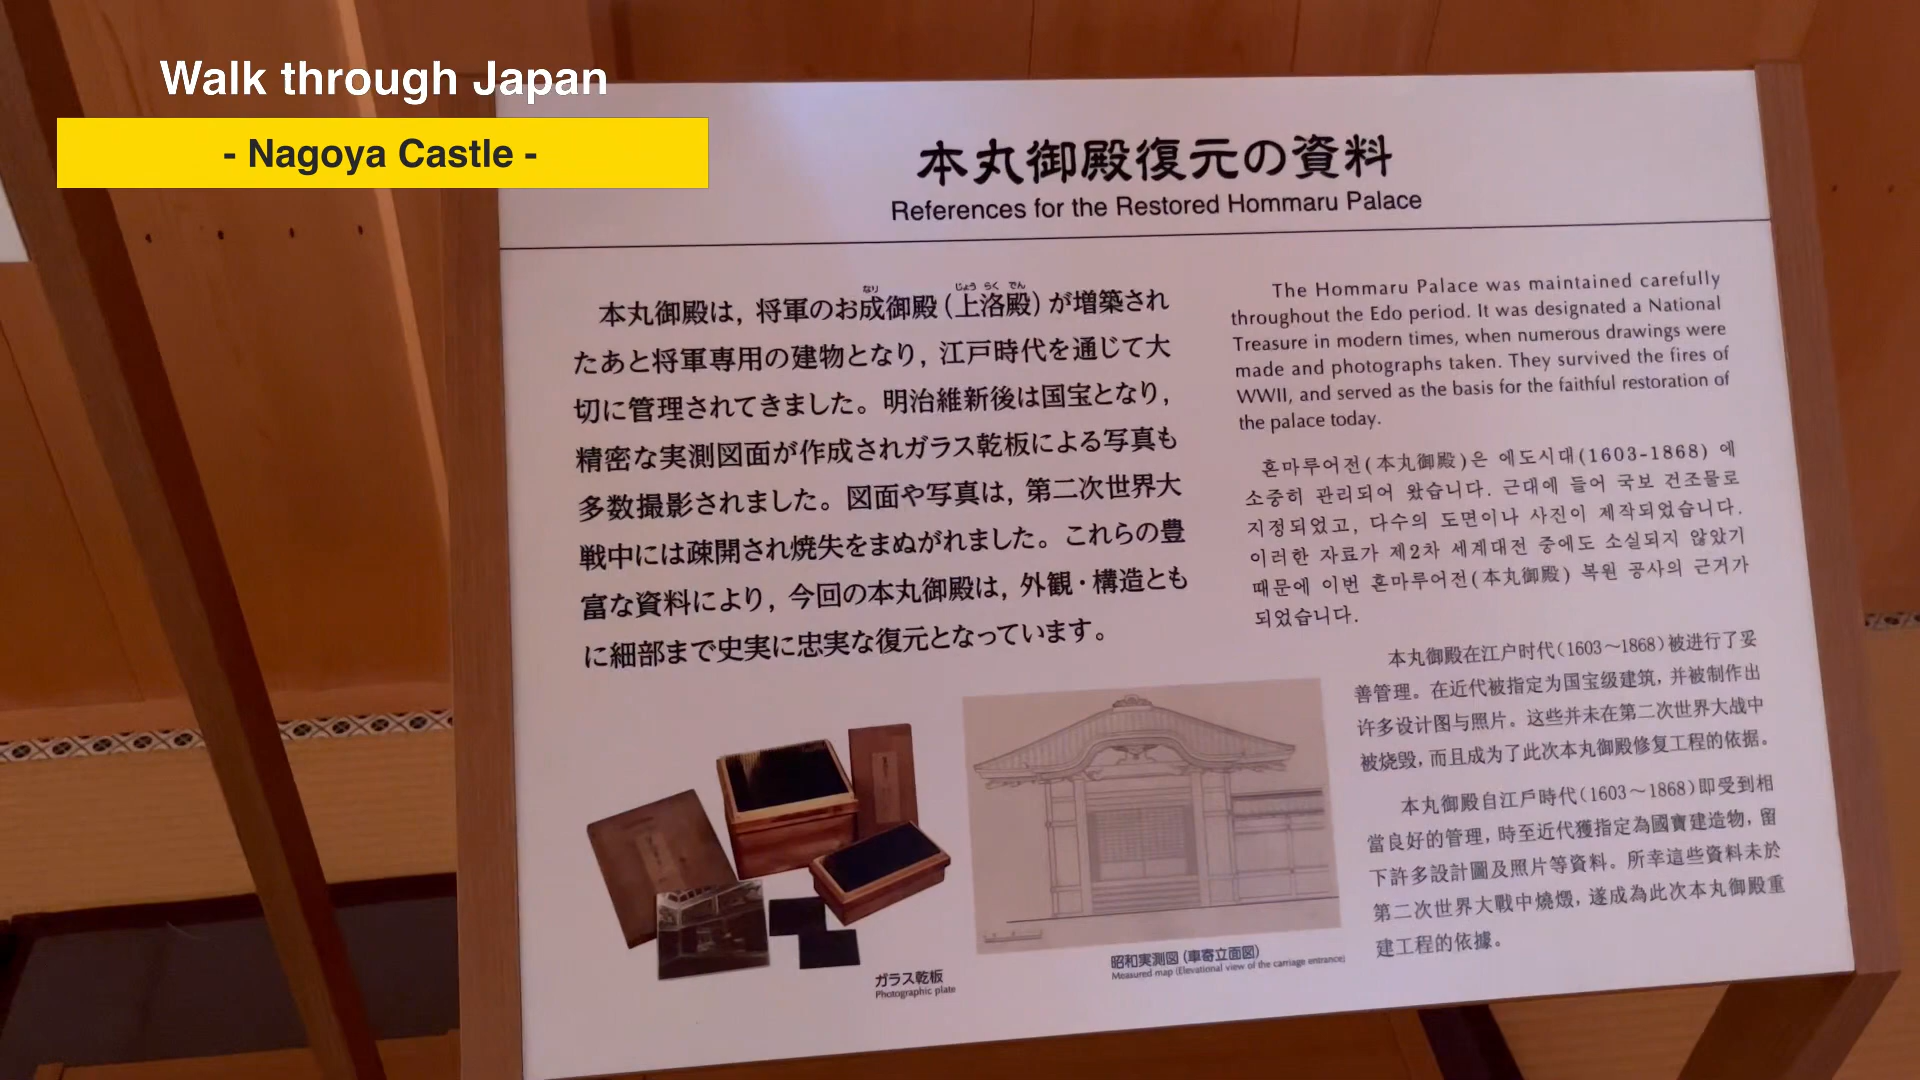 Walk through Japan
- Nagoya Castle -
本丸御殿復元の資料
References for the Restored Hommaru Palace
なり じょう らく でん
本丸御殿は，将軍のお成御殿（上洛殿）が増築され
たあと将軍専用の建物となり，江戸時代を通じて大
切に管理されてきました。明治維新後は国宝となり，
精密な実測図面が作成されガラス乾板による写真も
多数撮影されました。図面や写真は，第二次世界大
戦中には疎開され焼失をまぬがれました。これらの豊
富な資料により，今回の本丸御殿は，外観・構造とも
に細部まで史実に忠実な復元となっています。
The Hommaru Palace was maintained carefully
throughout the Edo period. It was designated a National
Treasure in modern times, when numerous drawings were
made and photographs taken. They survived the fires of
WWII, and served as the basis for the faithful restoration of
the palace today.
혼마루어전(本丸御殿)은 에도시대(1603-1868) 에
소중히 관리되어 왔습니다. 근대에 들어 국보 건조물로
지정되었고, 다수의 도면이나 사진이 제작되었습니다.
이러한 자료가 제2차 세계대전 중에도 소실되지 않았기
때문에 이번 혼마루어전(本丸御殿) 복원 공사의 근거가
되었습니다.
本丸御殿在江户时代(1603～1868)被进行了妥
善管理。在近代被指定为国宝级建筑，并被制作出
许多设计图与照片。这些并未在第二次世界大战中
被烧毁，而且成为了此次本丸御殿修复工程的依据。
本丸御殿自江戶時代(1603～1868)即受到相
當良好的管理，時至近代獲指定為國寶建造物，留
下許多設計圖及照片等資料。所幸這些資料未於
第二次世界大戰中燒燬，遂成為此次本丸御殿重
建工程的依據。
ガラス乾板
Photographic plate
昭和実測図（車寄立面図）
Measured map (Elevational view of the carriage entrance)